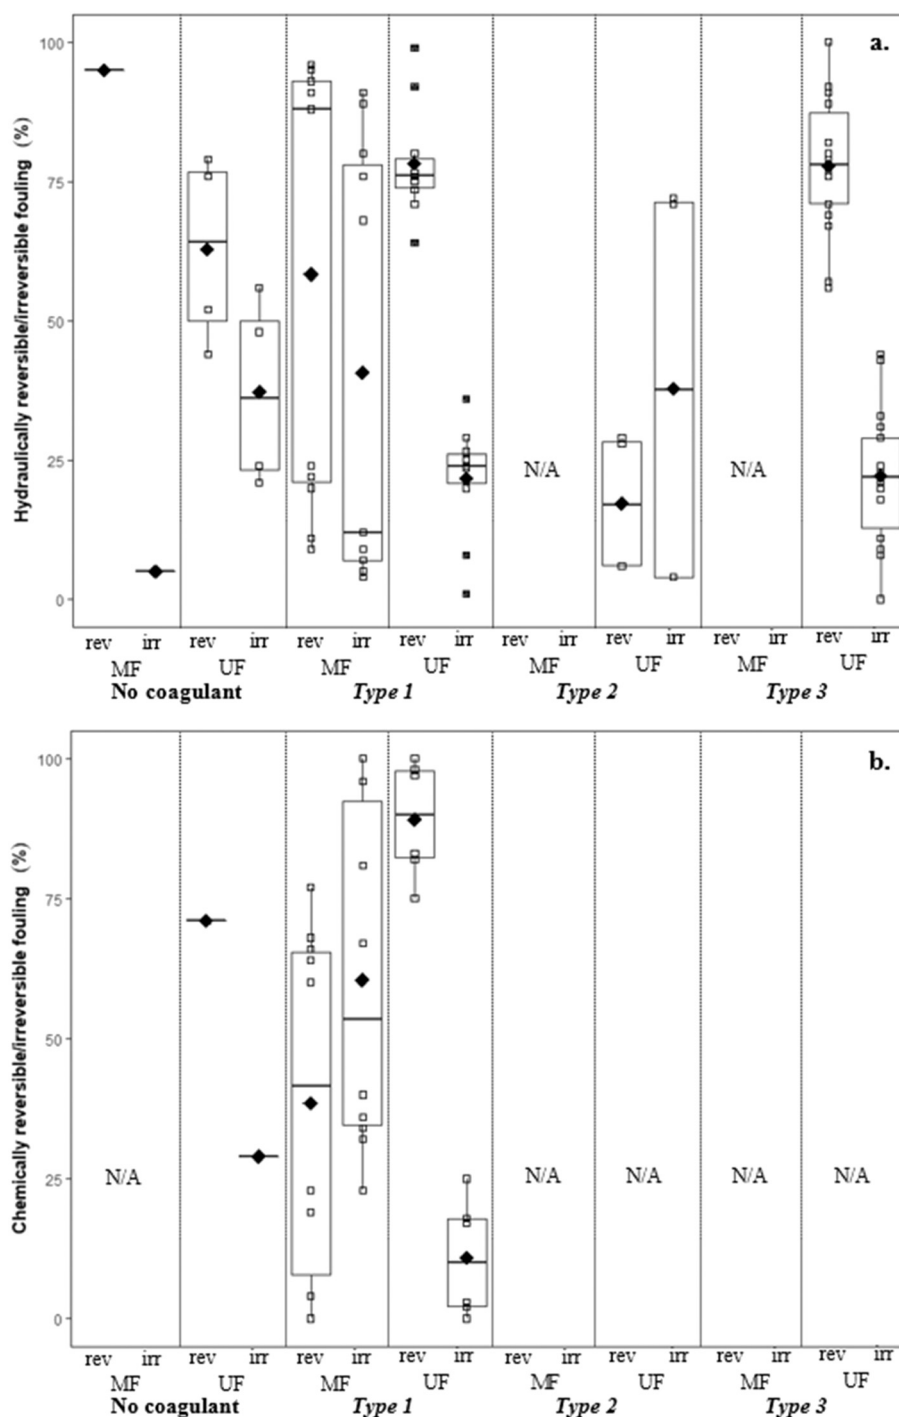 a.
Hydraulically reversible/irreversible fouling (%)
100
75
50
25
0
N/A
N/A
rev irr rev irr rev irr rev irr rev irr rev irr rev irr rev irr
MF UF MF UF MF UF MF UF
No coagulant Type 1 Type 2 Type 3
b.
Chemically reversible/irreversible fouling (%)
100
75
50
25
0
N/A N/A N/A N/A N/A
rev irr rev irr rev irr rev irr rev irr rev irr rev irr rev irr
MF UF MF UF MF UF MF UF
No coagulant Type 1 Type 2 Type 3